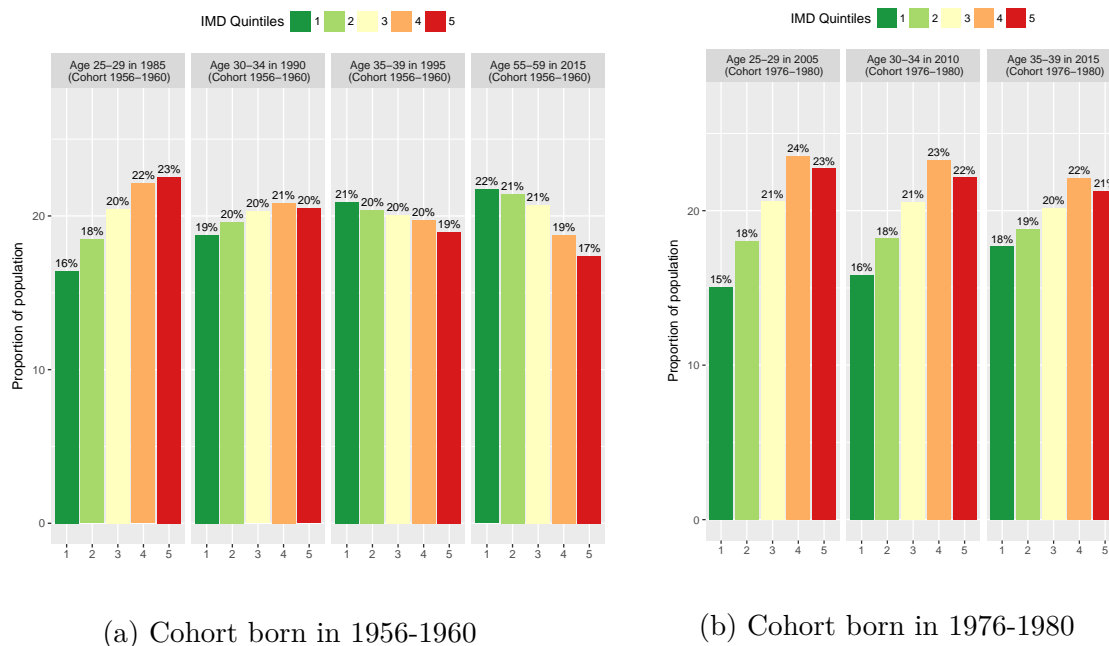 IMD Quintiles 1 2 3 4 5
Age 25–29 in 1985
(Cohort 1956–1960)
Age 30–34 in 1990
(Cohort 1956–1960)
Age 35–39 in 1995
(Cohort 1956–1960)
Age 55–59 in 2015
(Cohort 1956–1960)
Proportion of population
20
10
0
16% 18% 20% 22% 23%
19% 20% 20% 21% 20%
21% 20% 20% 20% 19%
22% 21% 21% 19% 17%
1 2 3 4 5 1 2 3 4 5 1 2 3 4 5 1 2 3 4 5
(a) Cohort born in 1956-1960
IMD Quintiles 1 2 3 4 5
Age 25–29 in 2005
(Cohort 1976–1980)
Age 30–34 in 2010
(Cohort 1976–1980)
Age 35–39 in 2015
(Cohort 1976–1980)
Proportion of population
20
10
0
15% 18% 21% 24% 23%
16% 18% 21% 23% 22%
18% 19% 20% 22% 21%
1 2 3 4 5 1 2 3 4 5 1 2 3 4 5
(b) Cohort born in 1976-1980